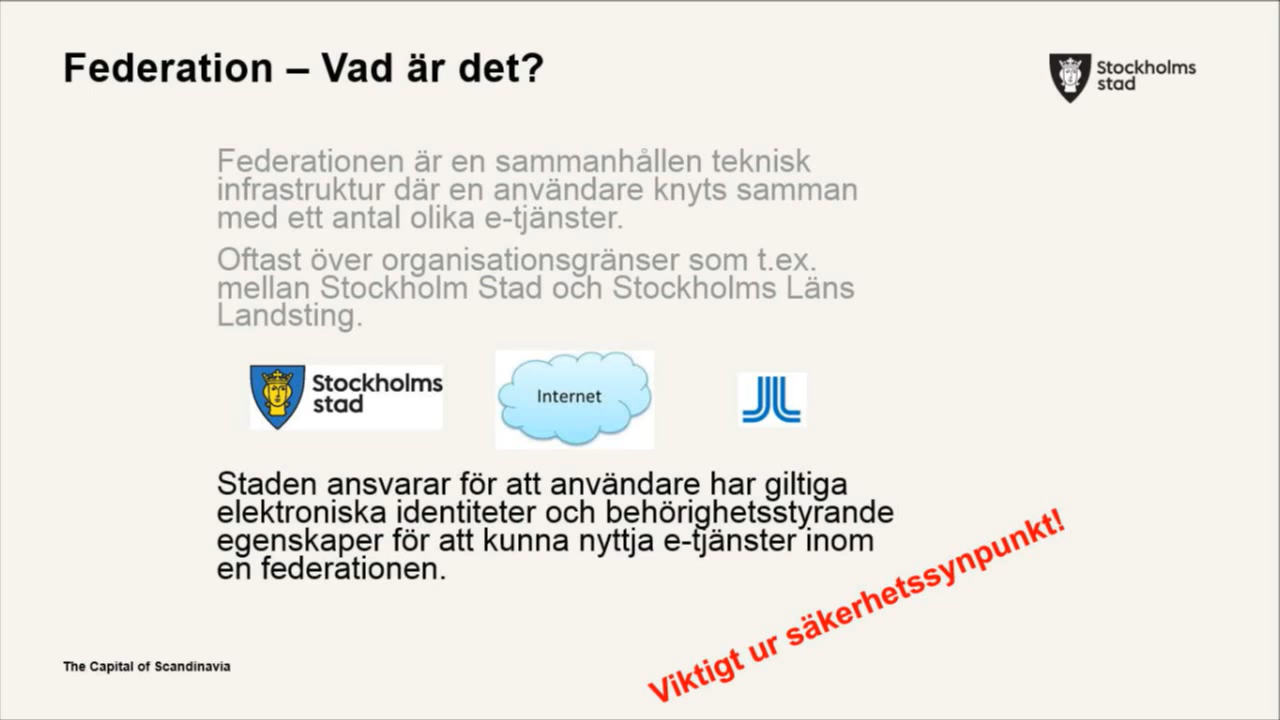 Federation – Vad är det?
Stockholms
stad
Federationen är en sammanhållen teknisk
infrastruktur där en användare knyts samman
med ett antal olika e-tjänster.
Oftast över organisationsgränser som t.ex.
mellan Stockholm Stad och Stockholms Läns
Landsting.
Stockholms
stad
Internet
Staden ansvarar för att användare har giltiga
elektroniska identiteter och behörighetsstyrande
egenskaper för att kunna nyttja e-tjänster inom
en federationen.
Viktigt ur säkerhetssynpunkt!
The Capital of Scandinavia